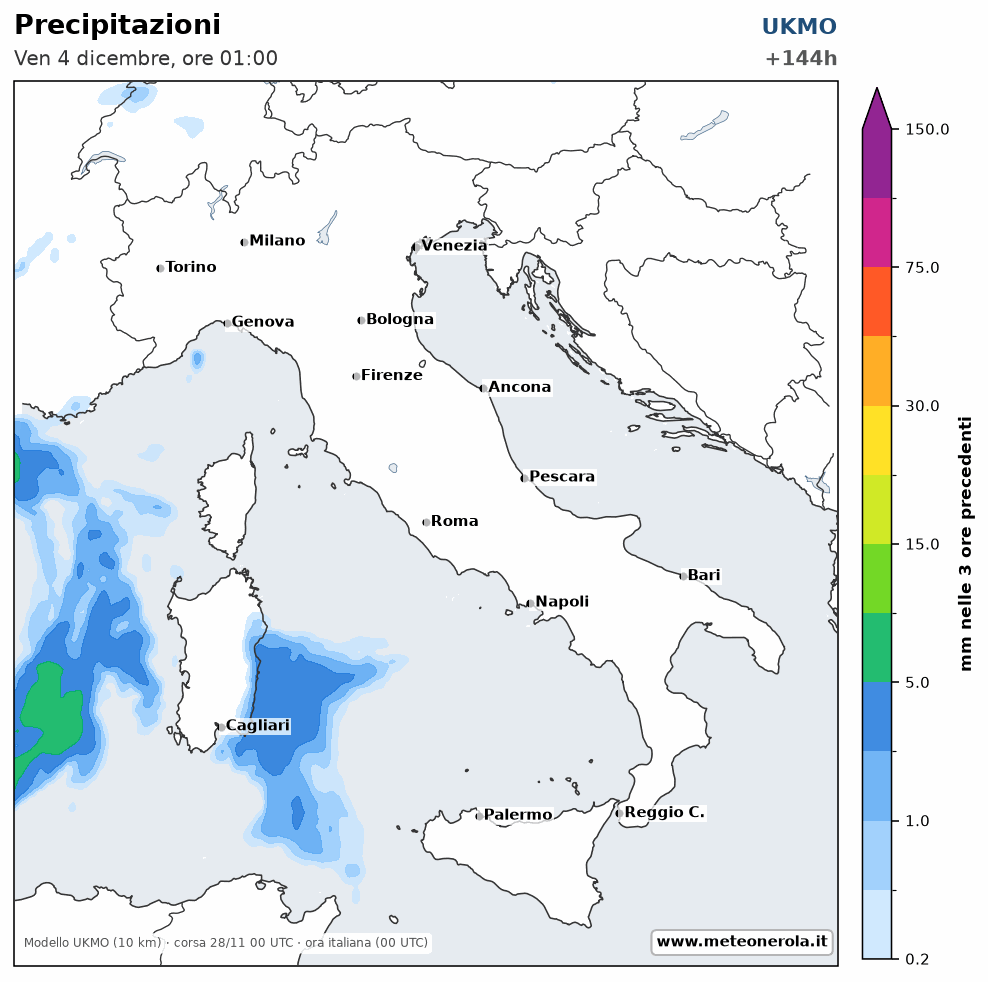 Precipitazioni
UKMO
Ven 4 dicembre, ore 01:00
+144h
150.0
75.0
30.0
15.0
5.0
1.0
0.2
mm nelle 3 ore precedenti
Milano
Venezia
Torino
Genova
Bologna
Firenze
Ancona
Pescara
Roma
Bari
Napoli
Cagliari
Palermo
Reggio C.
Modello UKMO (10 km) · corsa 28/11 00 UTC · ora italiana (00 UTC)
www.meteonerola.it